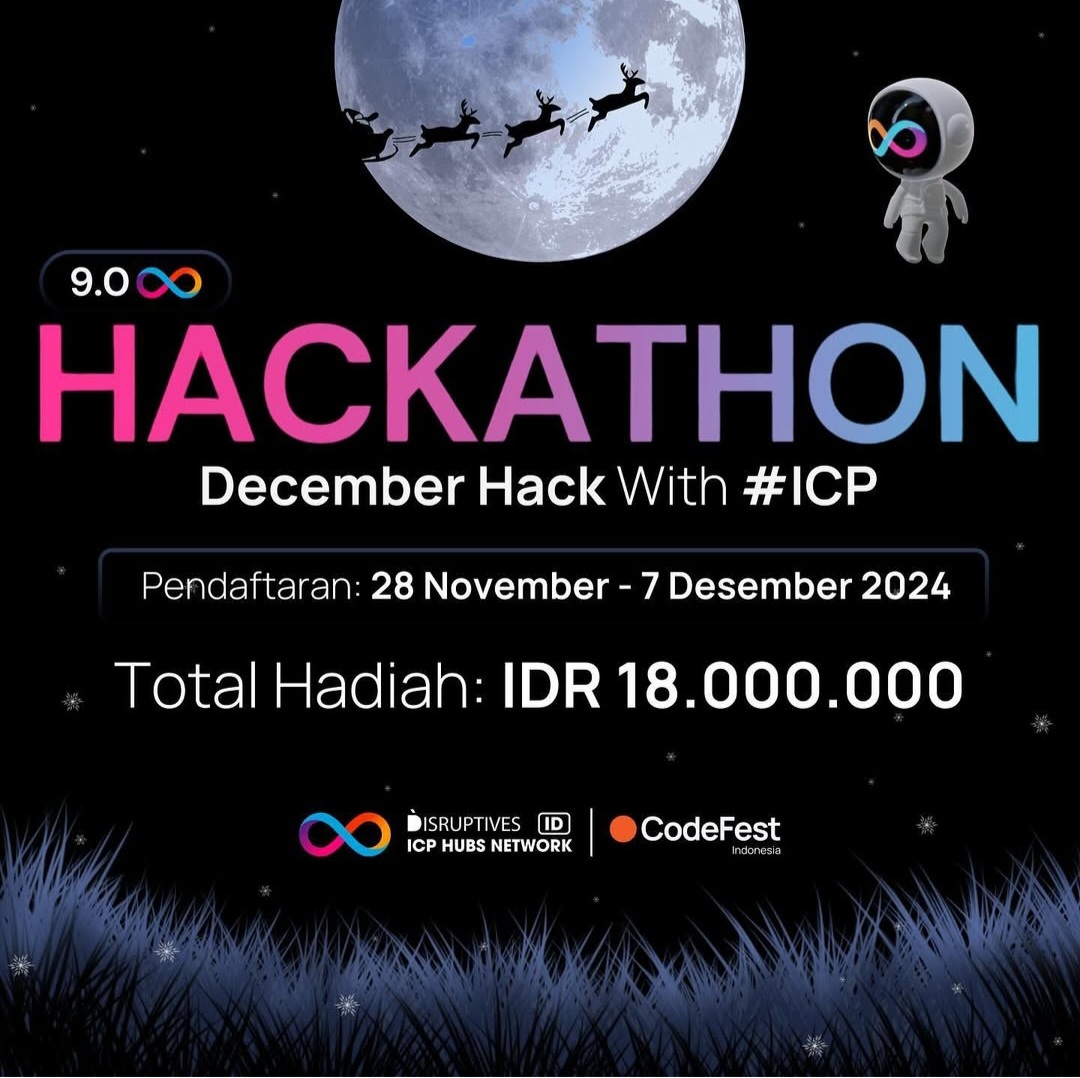 9.0
HACKATHON
December Hack With #ICP
Pendaftaran: 28 November - 7 Desember 2024
Total Hadiah: IDR 18.000.000
DISRUPTIVES ID
ICP HUBS NETWORK
CodeFest
Indonesia